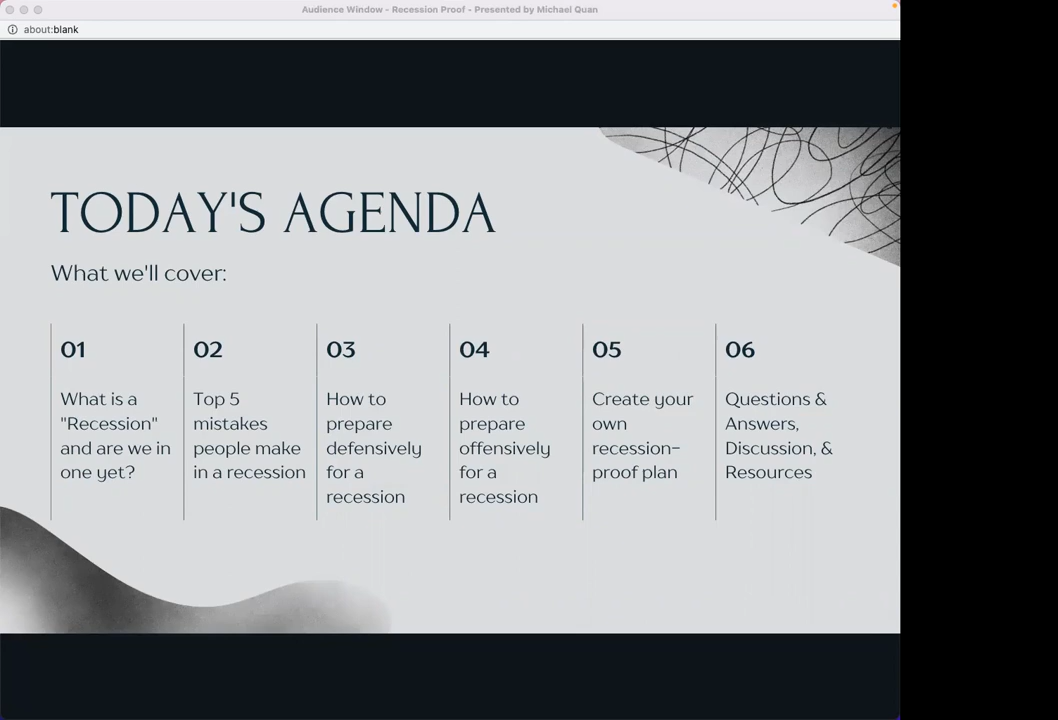 Audience Window - Recession Proof - Presented by Michael Quan
about:blank
TODAY'S AGENDA
What we'll cover:
01
What is a
"Recession"
and are we in
one yet?
02
Top 5
mistakes
people make
in a recession
03
How to
prepare
defensively
for a
recession
04
How to
prepare
offensively
for a
recession
05
Create your
own
recession-
proof plan
06
Questions &
Answers,
Discussion, &
Resources